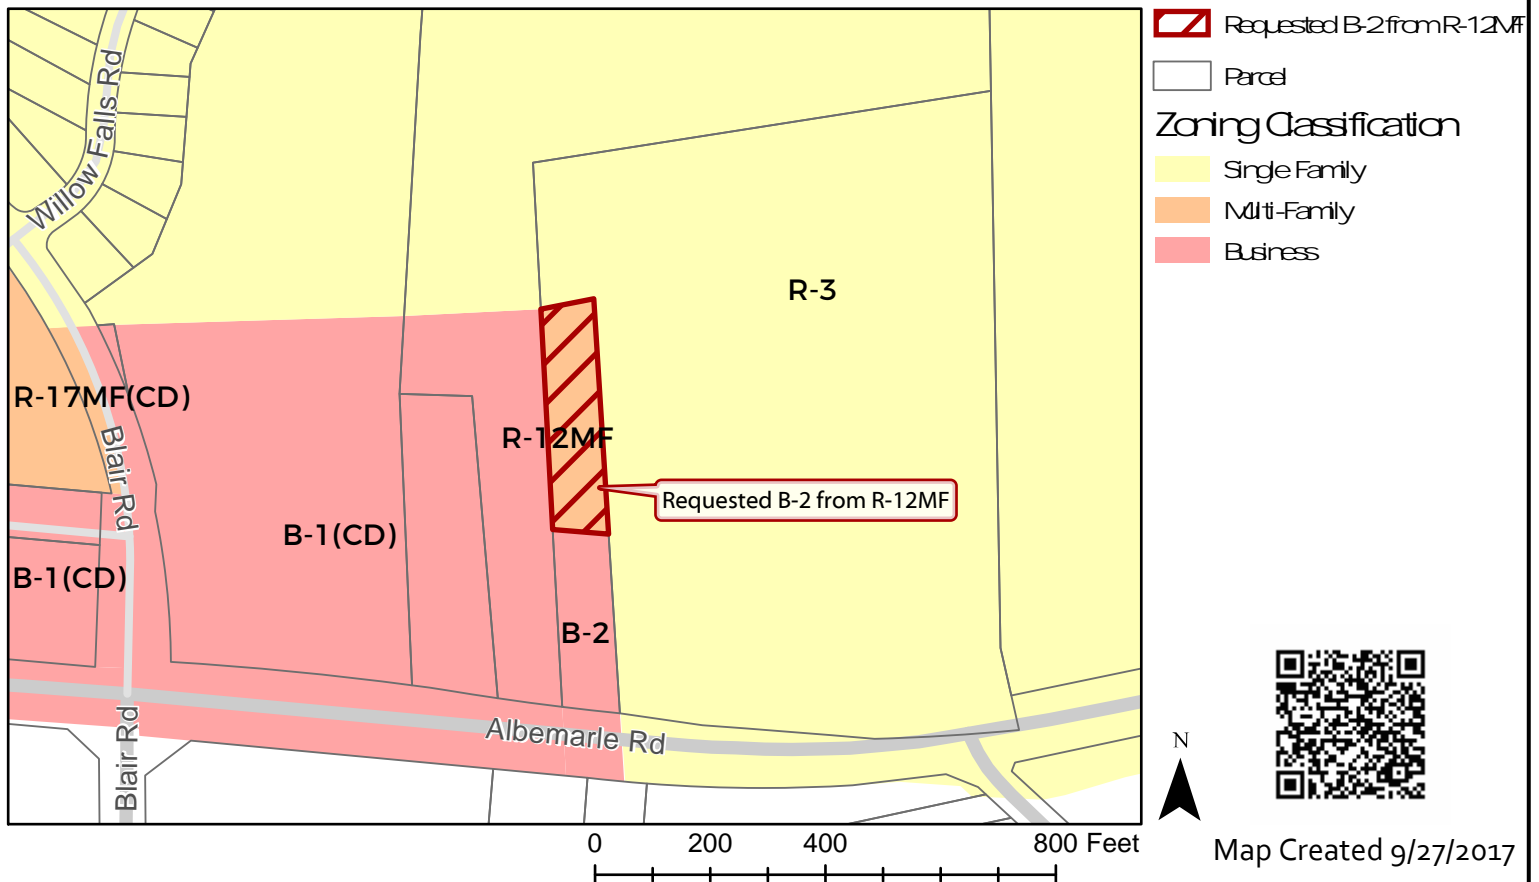 Requested B-2 from R-12MF
Parcel
Zoning Classification
Single Family
Multi-Family
Business
Willow Falls Rd
R-3
R-17MF(CD)
Blair Rd
R-12MF
Requested B-2 from R-12MF
B-1(CD)
B-1(CD)
B-2
Albemarle Rd
Blair Rd
N
0 200 400 800 Feet
Map Created 9/27/2017